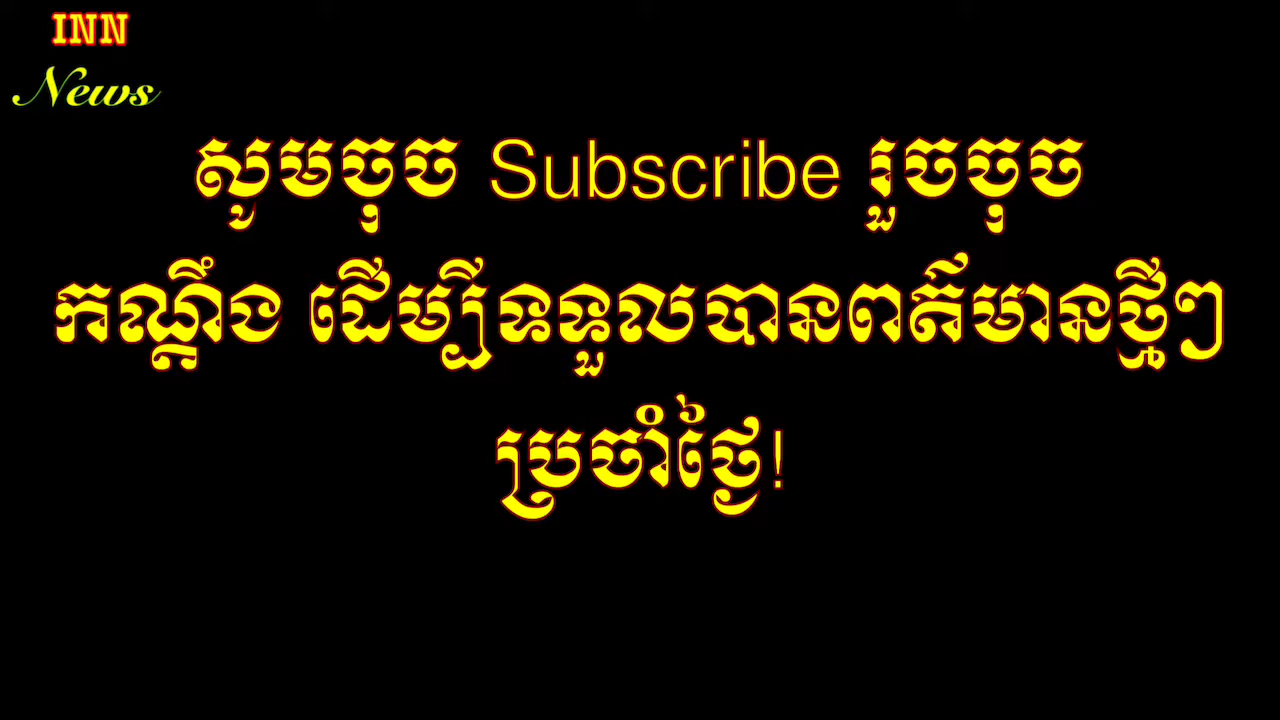 INN
News
សូមចុច Subscribe រួចចុច
កណ្ដឹង ដើម្បីទទួលបានពត៌មានថ្មីៗ
ប្រចាំថ្ងៃ!